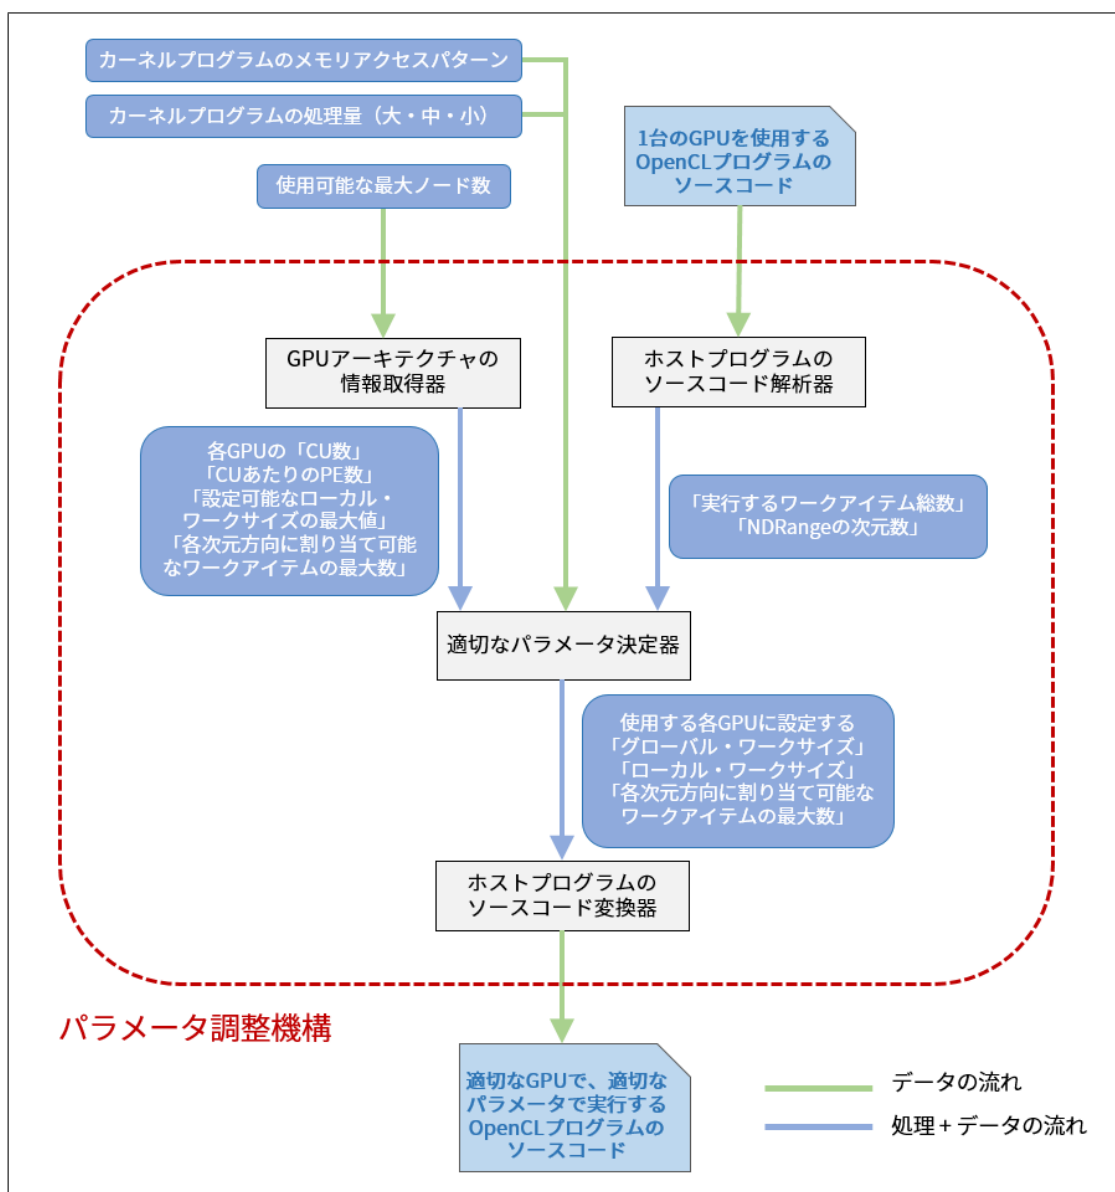 カーネルプログラムのメモリアクセスパターン
カーネルプログラムの処理量（大・中・小）
使用可能な最大ノード数
1台のGPUを使用する
OpenCLプログラムの
ソースコード
GPUアーキテクチャの
情報取得器
ホストプログラムの
ソースコード解析器
各GPUの「CU数」
「CUあたりのPE数」
「設定可能なローカル・
ワークサイズの最大値」
「各次元方向に割り当て可能
なワークアイテムの最大数」
「実行するワークアイテム総数」
「NDRangeの次元数」
適切なパラメータ決定器
使用する各GPUに設定する
「グローバル・ワークサイズ」
「ローカル・ワークサイズ」
「各次元方向に割り当て可能な
ワークアイテムの最大数」
ホストプログラムの
ソースコード変換器
パラメータ調整機構
適切なGPUで、適切な
パラメータで実行する
OpenCLプログラムの
ソースコード
データの流れ
処理+データの流れ